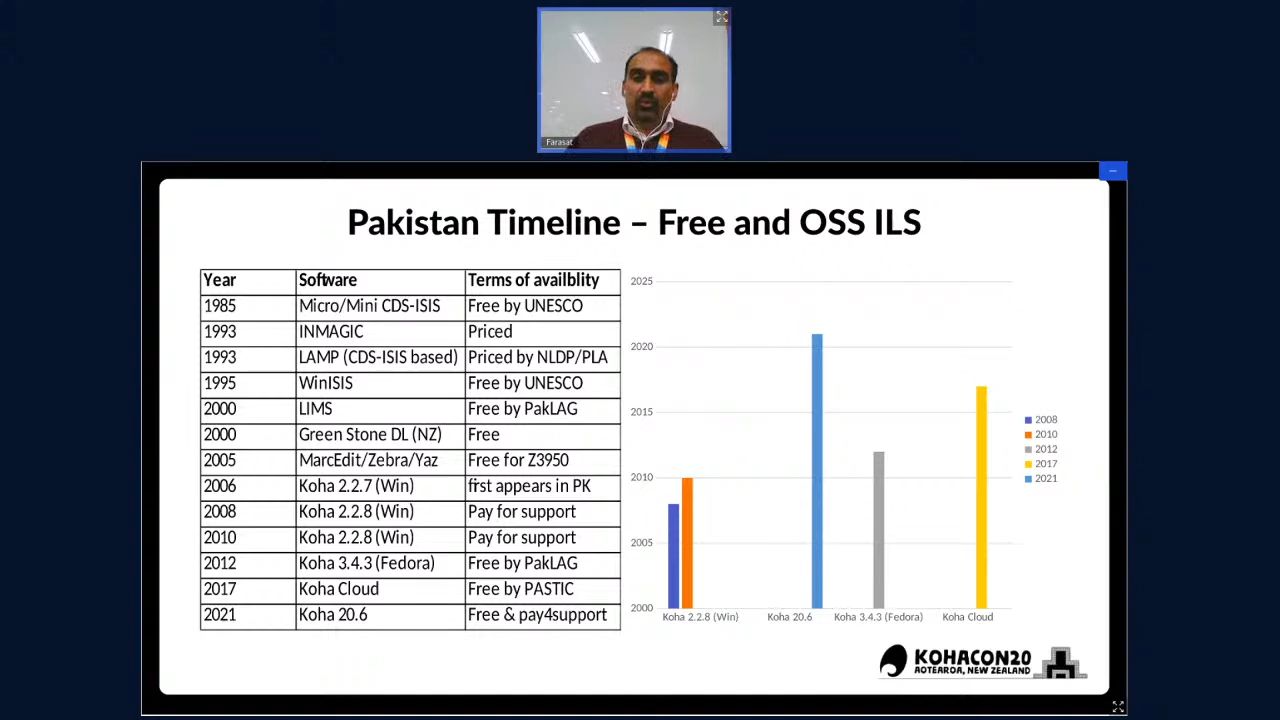 Farasat
Pakistan Timeline – Free and OSS ILS
Year Software Terms of availblity
1985 Micro/Mini CDS-ISIS Free by UNESCO
1993 INMAGIC Priced
1993 LAMP (CDS-ISIS based) Priced by NLDP/PLA
1995 WinISIS Free by UNESCO
2000 LIMS Free by PakLAG
2000 Green Stone DL (NZ) Free
2005 MarcEdit/Zebra/Yaz Free for Z3950
2006 Koha 2.2.7 (Win) first appears in PK
2008 Koha 2.2.8 (Win) Pay for support
2010 Koha 2.2.8 (Win) Pay for support
2012 Koha 3.4.3 (Fedora) Free by PakLAG
2017 Koha Cloud Free by PASTIC
2021 Koha 20.6 Free & pay4support
2025
2020
2015
2010
2005
2000
Koha 2.2.8 (Win) Koha 20.6 Koha 3.4.3 (Fedora) Koha Cloud
2008
2010
2012
2017
2021
KOHACON20
AOTEAROA, NEW ZEALAND